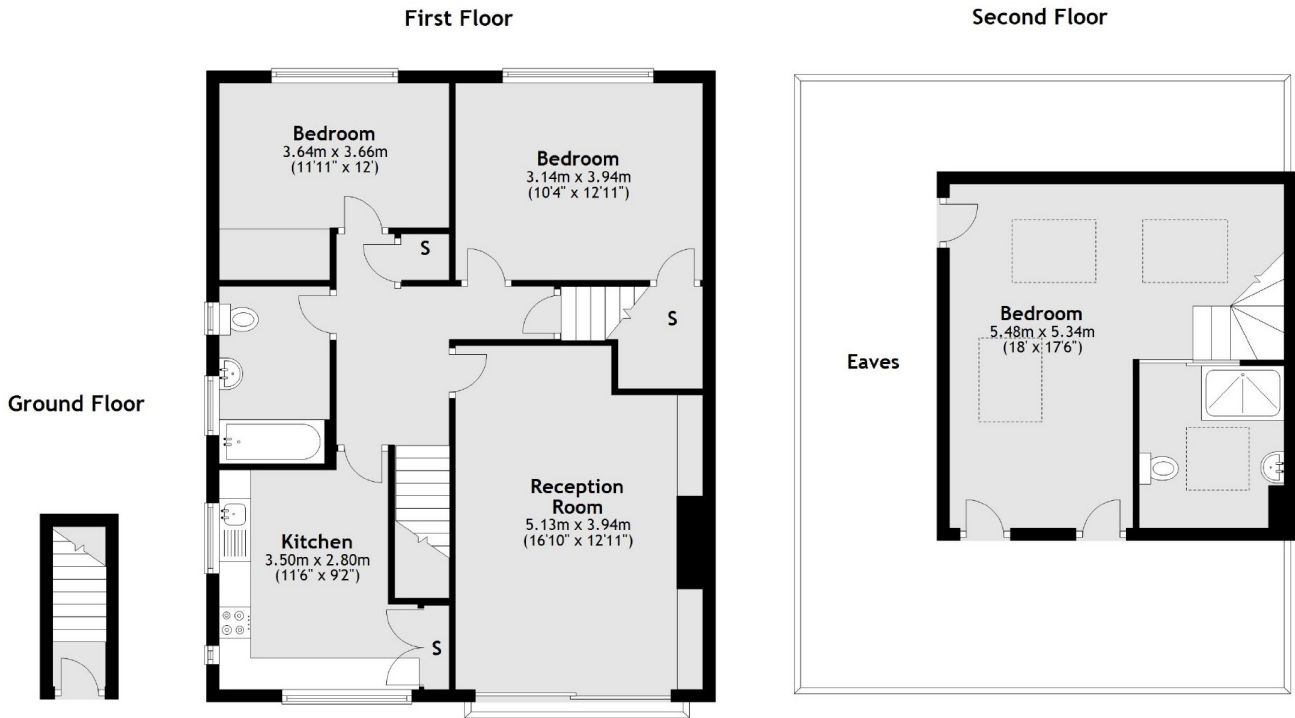 First Floor
Second Floor
Bedroom
3.64m x 3.66m
(11'11" x 12')
Bedroom
3.14m x 3.94m
(10'4" x 12'11")
S
S
Bedroom
5.48m x 5.34m
(18' x 17'6")
Eaves
Ground Floor
Reception
Room
5.13m x 3.94m
(16'10" x 12'11")
Kitchen
3.50m x 2.80m
(11'6" x 9'2")
S